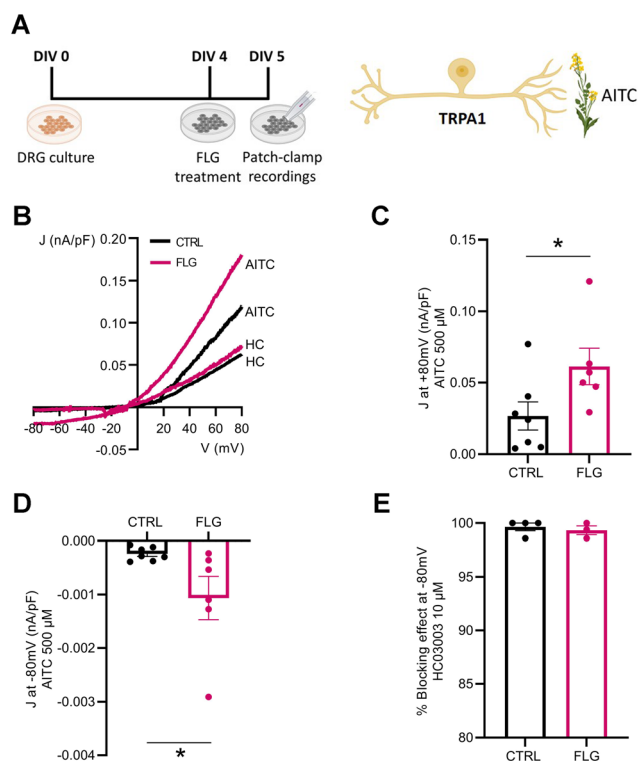 A
DIV 0
DIV 4
DIV 5
DRG culture
FLG
treatment
Patch-clamp
recordings
TRPA1
AITC
B
J (nA/pF)
0.20
0.15
0.10
0.05
-0.05
CTRL
FLG
AITC
AITC
HC
HC
-80 -60 -40 -20 20 40 60 80
V (mV)
C
J at +80mV (nA/pF)
AITC 500 µM
0.15
0.10
0.05
0.00
*
CTRL FLG
D
CTRL FLG
J at -80mV (nA/pF)
AITC 500 µM
0.000
-0.001
-0.002
-0.003
-0.004
*
E
% Blocking effect at -80mV
HC03003 10 µM
100
95
90
85
80
CTRL FLG